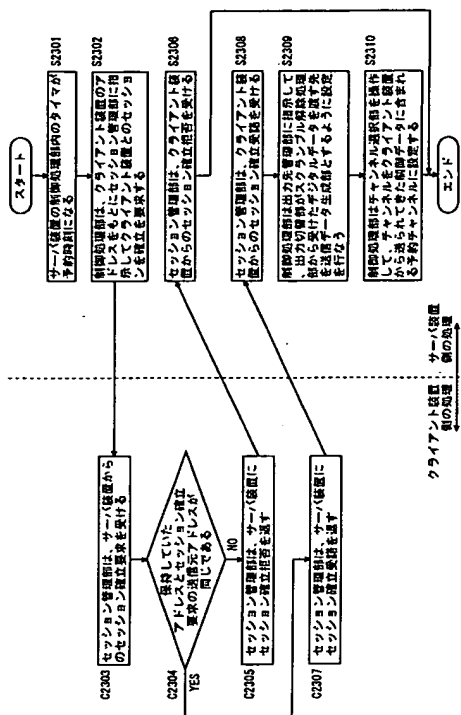 スタート
S2301
サーバ装置の制御処理部内のタイマが
予約時刻になる
S2302
制御処理部は、クライアント装置のア
ドレスをもとにセッション管理部に指
示してクライアント装置とのセッショ
ンを確立を要求する
C2303
セッション管理部は、サーバ装置から
のセッション確立要求を受ける
C2304
保持していた
アドレスとセッション確立
要求の送信元アドレスが
同じである
YES
NO
C2305
セッション管理部は、サーバ装置に
セッション確立拒否を返す
S2306
セッション管理部は、クライアント装
置からのセッション確立拒否を受ける
C2307
セッション管理部は、サーバ装置に
セッション確立受諾を返す
S2308
セッション管理部は、クライアント装
置からのセッション確立受諾を受ける
S2309
制御処理部は出力先管理部に指示して
、出力切替部がスクランブル解除処理
部から受けたデジタルデータを渡す先
を送信データ生成部とするように設定
を行なう
S2310
制御処理部はチャンネル選択部を操作
して、チャンネルをクライアント装置
から送られてきた制御データに含まれ
る予約チャンネルに設定する
エンド
クライアント装置
側の処理
サーバ装置
側の処理